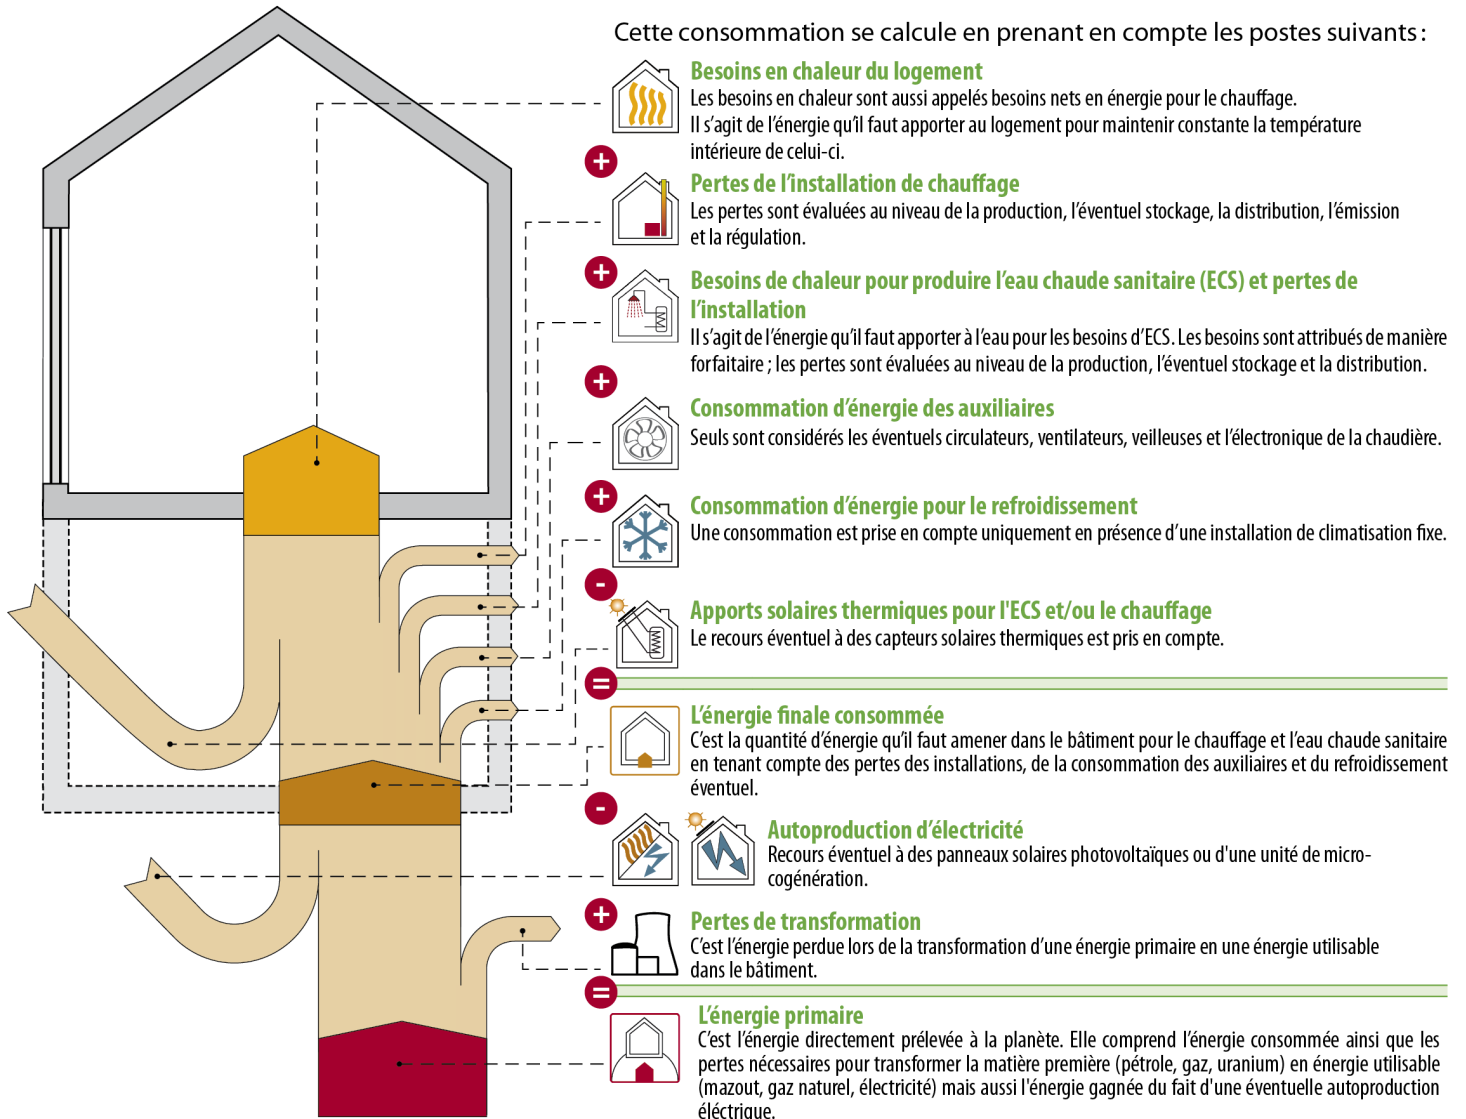 Cette consommation se calcule en prenant en compte les postes suivants :
Besoins en chaleur du logement
Les besoins en chaleur sont aussi appelés besoins nets en énergie pour le chauffage.
Il s'agit de l'énergie qu'il faut apporter au logement pour maintenir constante la température
intérieure de celui-ci.
+
Pertes de l'installation de chauffage
Les pertes sont évaluées au niveau de la production, l'éventuel stockage, la distribution, l'émission
et la régulation.
+
Besoins de chaleur pour produire l'eau chaude sanitaire (ECS) et pertes de
l'installation
Il s'agit de l'énergie qu'il faut apporter à l'eau pour les besoins d'ECS. Les besoins sont attribués de manière
forfaitaire ; les pertes sont évaluées au niveau de la production, l'éventuel stockage et la distribution.
+
Consommation d'énergie des auxiliaires
Seuls sont considérés les éventuels circulateurs, ventilateurs, veilleuses et l'électronique de la chaudière.
+
Consommation d'énergie pour le refroidissement
Une consommation est prise en compte uniquement en présence d'une installation de climatisation fixe.
-
Apports solaires thermiques pour l'ECS et/ou le chauffage
Le recours éventuel à des capteurs solaires thermiques est pris en compte.
=
L'énergie finale consommée
C'est la quantité d'énergie qu'il faut amener dans le bâtiment pour le chauffage et l'eau chaude sanitaire
en tenant compte des pertes des installations, de la consommation des auxiliaires et du refroidissement
éventuel.
-
Autoproduction d'électricité
Recours éventuel à des panneaux solaires photovoltaïques ou d'une unité de micro-
cogénération.
+
Pertes de transformation
C'est l'énergie perdue lors de la transformation d'une énergie primaire en une énergie utilisable
dans le bâtiment.
=
L'énergie primaire
C'est l'énergie directement prélevée à la planète. Elle comprend l'énergie consommée ainsi que les
pertes nécessaires pour transformer la matière première (pétrole, gaz, uranium) en énergie utilisable
(mazout, gaz naturel, électricité) mais aussi l'énergie gagnée du fait d'une éventuelle autoproduction
éléctrique.